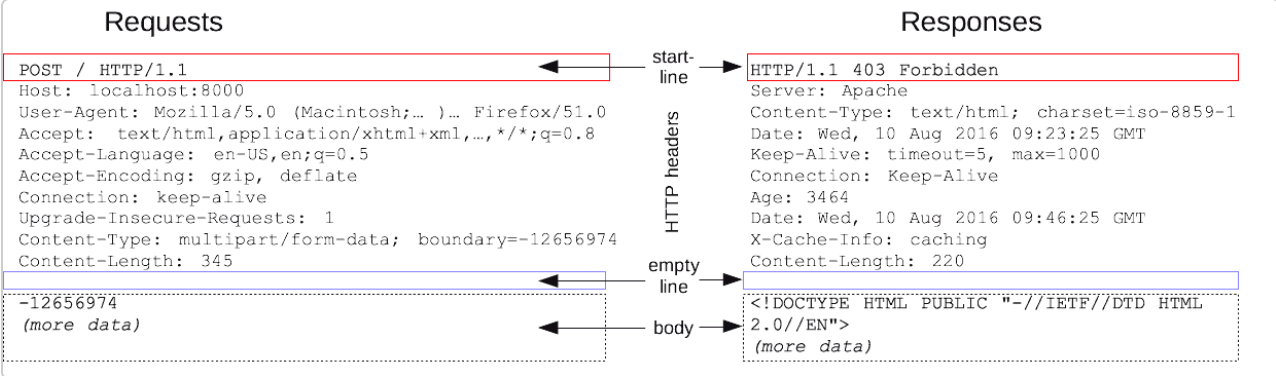 Requests
Responses
POST / HTTP/1.1
Host: localhost:8000
User-Agent: Mozilla/5.0 (Macintosh;… )… Firefox/51.0
Accept: text/html,application/xhtml+xml,…,*/*;q=0.8
Accept-Language: en-US,en;q=0.5
Accept-Encoding: gzip, deflate
Connection: keep-alive
Upgrade-Insecure-Requests: 1
Content-Type: multipart/form-data; boundary=-12656974
Content-Length: 345
-12656974
(more data)
start-
line
HTTP headers
empty
line
body
HTTP/1.1 403 Forbidden
Server: Apache
Content-Type: text/html; charset=iso-8859-1
Date: Wed, 10 Aug 2016 09:23:25 GMT
Keep-Alive: timeout=5, max=1000
Connection: Keep-Alive
Age: 3464
Date: Wed, 10 Aug 2016 09:46:25 GMT
X-Cache-Info: caching
Content-Length: 220
<!DOCTYPE HTML PUBLIC "-//IETF//DTD HTML
2.0//EN">
(more data)